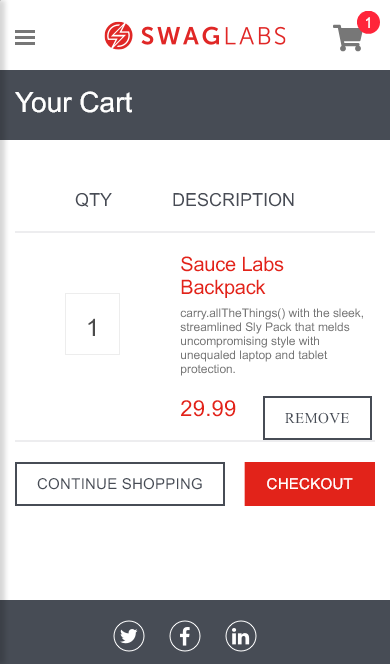 SWAGLABS
1
Your Cart
QTY DESCRIPTION
1
Sauce Labs
Backpack
carry.allTheThings() with the sleek,
streamlined Sly Pack that melds
uncompromising style with
unequaled laptop and tablet
protection.
29.99
REMOVE
CONTINUE SHOPPING
CHECKOUT